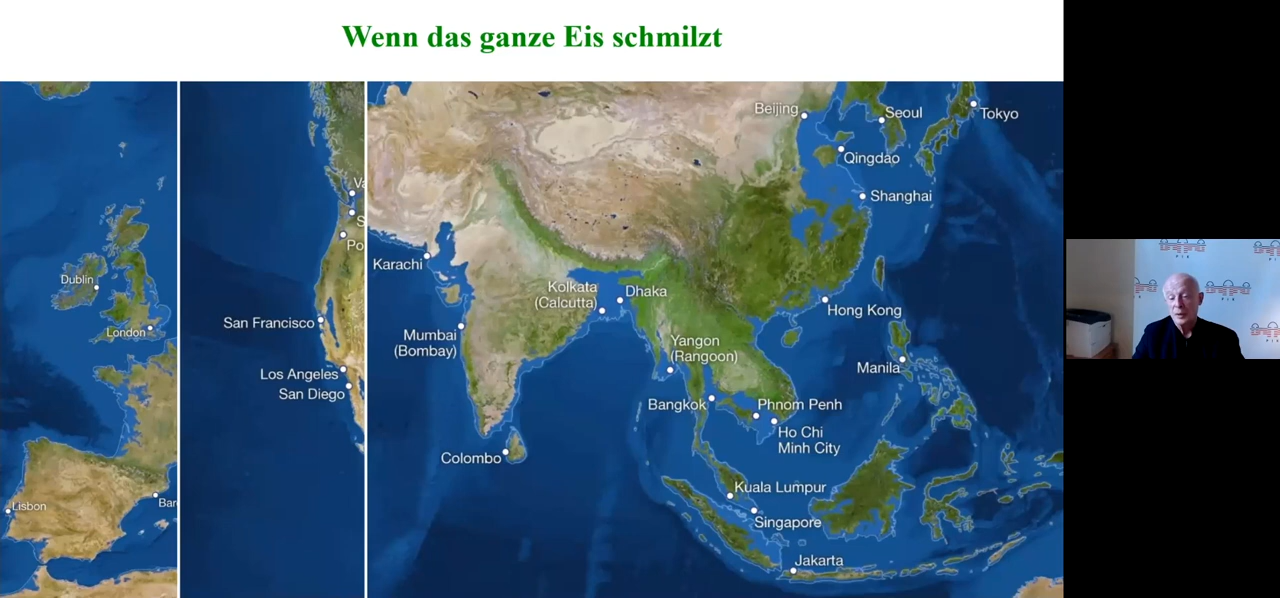 Wenn das ganze Eis schmilzt
Dublin
London
Lisbon
San Francisco
Los Angeles
San Diego
Beijing
Seoul
Tokyo
Qingdao
Shanghai
Karachi
Kolkata
(Calcutta)
Dhaka
Hong Kong
Mumbai
(Bombay)
Yangon
(Rangoon)
Manila
Bangkok
Phnom Penh
Ho Chi
Minh City
Colombo
Kuala Lumpur
Singapore
Jakarta
PIK